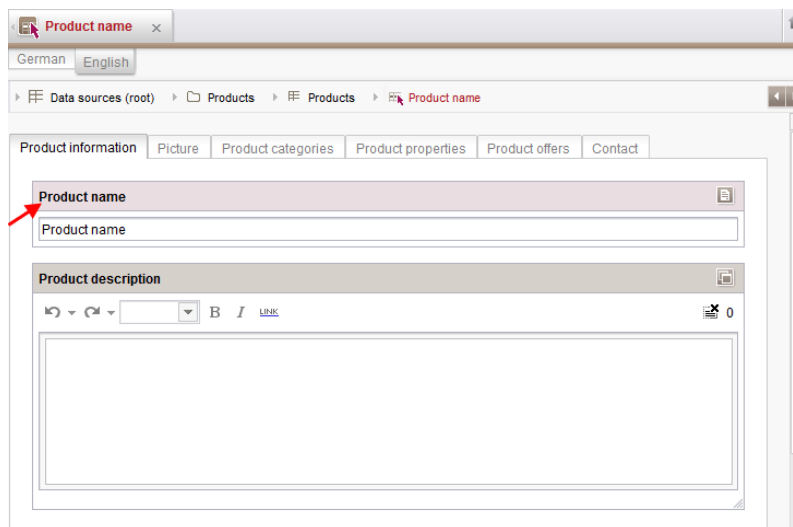 Product name
German English
Data sources (root) Products Products Product name
Product information Picture Product categories Product properties Product offers Contact
Product name
Product name
Product description
B I LINK 0